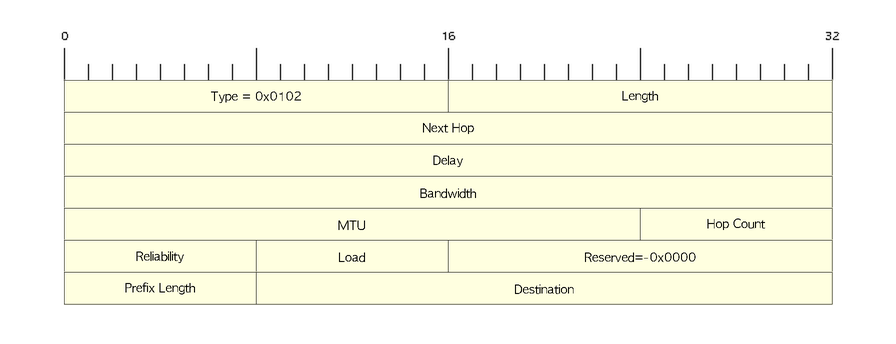 0 16 32
Type = 0x0102 Length
Next Hop
Delay
Bandwidth
MTU Hop Count
Reliability Load Reserved=-0x0000
Prefix Length Destination